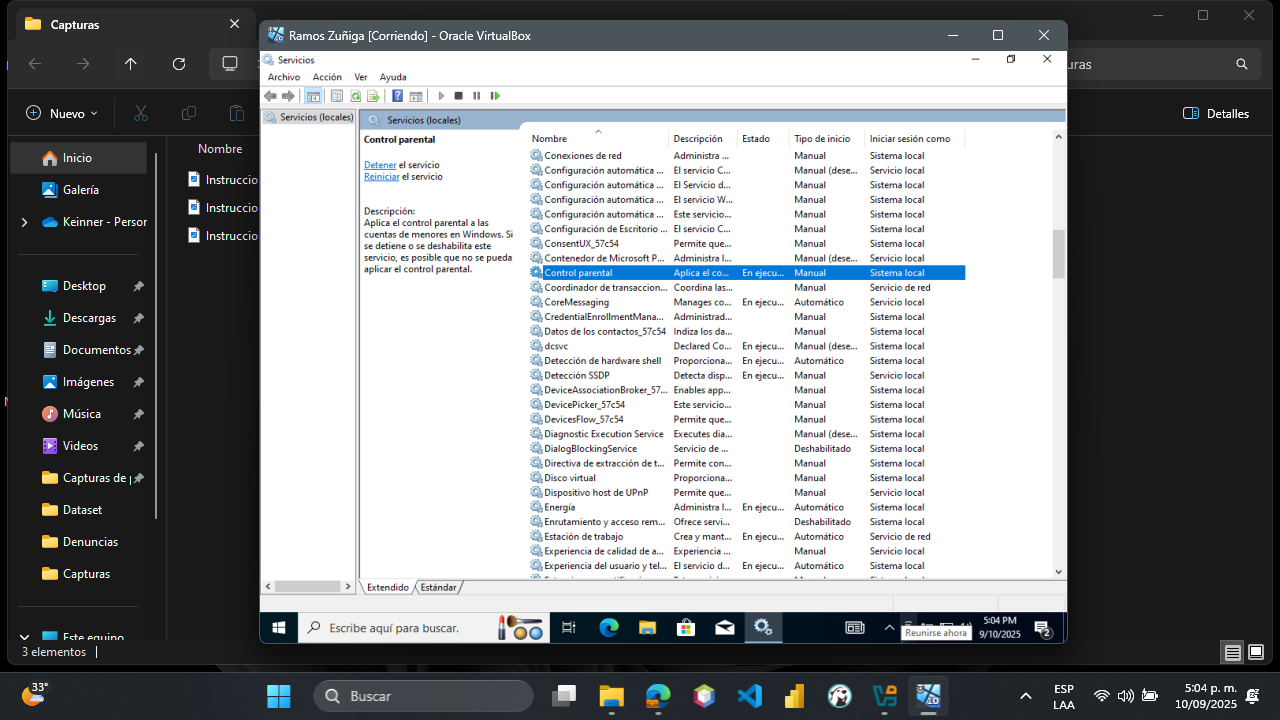 Capturas
Nuevo
Detalles
uras
Inicio
Galería
Keinner - Persor
Desktop
Descargas
Documentos
Imágenes
Música
Videos
Capturas de
Dataset
Denuncias
Capturas
Este equipo
Nombre
Instruccio
Instruccio
Instruccio
3 elementos
Ramos Zuñiga [Corriendo] - Oracle VirtualBox
Servicios
Archivo Acción Ver Ayuda
Servicios (locales)
Servicios (locales)
Control parental
Detener el servicio
Reiniciar el servicio
Descripción:
Aplica el control parental a las
cuentas de menores en Windows. Si
se detiene o se deshabilita este
servicio, es posible que no se pueda
aplicar el control parental.
Nombre Descripción Estado Tipo de inicio Iniciar sesión como
Conexiones de red Administra ... Manual Sistema local
Configuración automática ... El servicio C... Manual (dese... Servicio local
Configuración automática ... El Servicio d... Manual Sistema local
Configuración automática ... El servicio W... Manual Sistema local
Configuración automática ... Este servicio... Manual Sistema local
Configuración de Escritorio ... El servicio C... Manual Sistema local
ConsentUX_57c54 Permite que... Manual Sistema local
Contenedor de Microsoft P... Administra l... Manual (dese... Servicio local
Control parental Aplica el co... En ejecu... Manual Sistema local
Coordinador de transaccion... Coordina las... Manual Servicio de red
CoreMessaging Manages co... En ejecu... Automático Servicio local
CredentialEnrollmentMana... Administrad... Manual Sistema local
Datos de los contactos_57c54 Indiza los da... Manual Sistema local
dcsvc Declared Co... En ejecu... Manual (dese... Sistema local
Detección de hardware shell Proporciona... En ejecu... Automático Sistema local
Detección SSDP Detecta disp... En ejecu... Manual Servicio local
DeviceAssociationBroker_57... Enables app... Manual Sistema local
DevicePicker_57c54 Este servicio... Manual Sistema local
DevicesFlow_57c54 Permite que... Manual Sistema local
Diagnostic Execution Service Executes dia... Manual (dese... Sistema local
DialogBlockingService Servicio de ... Deshabilitado Sistema local
Directiva de extracción de t... Permite con... Manual Sistema local
Disco virtual Proporciona... Manual Sistema local
Dispositivo host de UPnP Permite que... Manual Servicio local
Energía Administra l... En ejecu... Automático Sistema local
Enrutamiento y acceso rem... Ofrece servi... Deshabilitado Sistema local
Estación de trabajo Crea y mant... En ejecu... Automático Servicio de red
Experiencia de calidad de a... Experiencia ... Manual Servicio local
Experiencia del usuario y tel... El servicio d... En ejecu... Automático Sistema local
Extendido Estándar
Escribe aquí para buscar.
Reunirse ahora
5:04 PM
9/10/2025
2
33°
Buscar
10
ESP
LAA
5:04 p. m.
10/09/2025